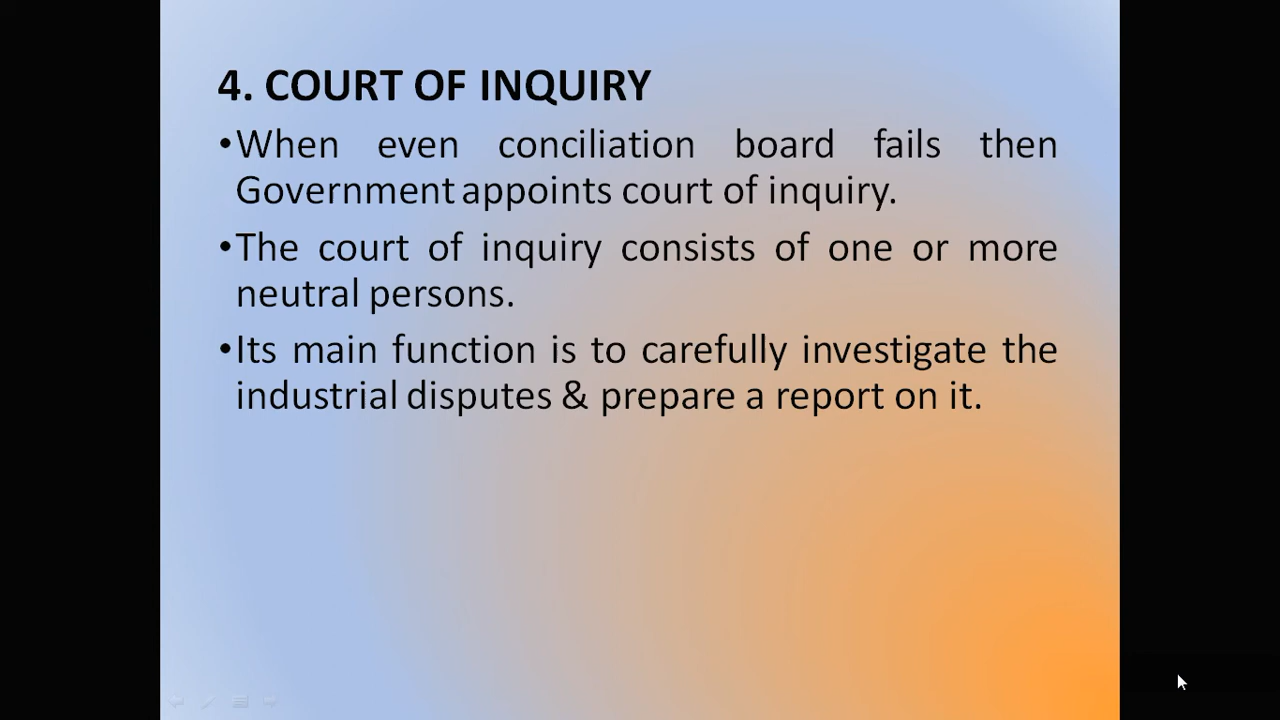 4. COURT OF INQUIRY
•When even conciliation board fails then
Government appoints court of inquiry.
•The court of inquiry consists of one or more
neutral persons.
•Its main function is to carefully investigate the
industrial disputes & prepare a report on it.